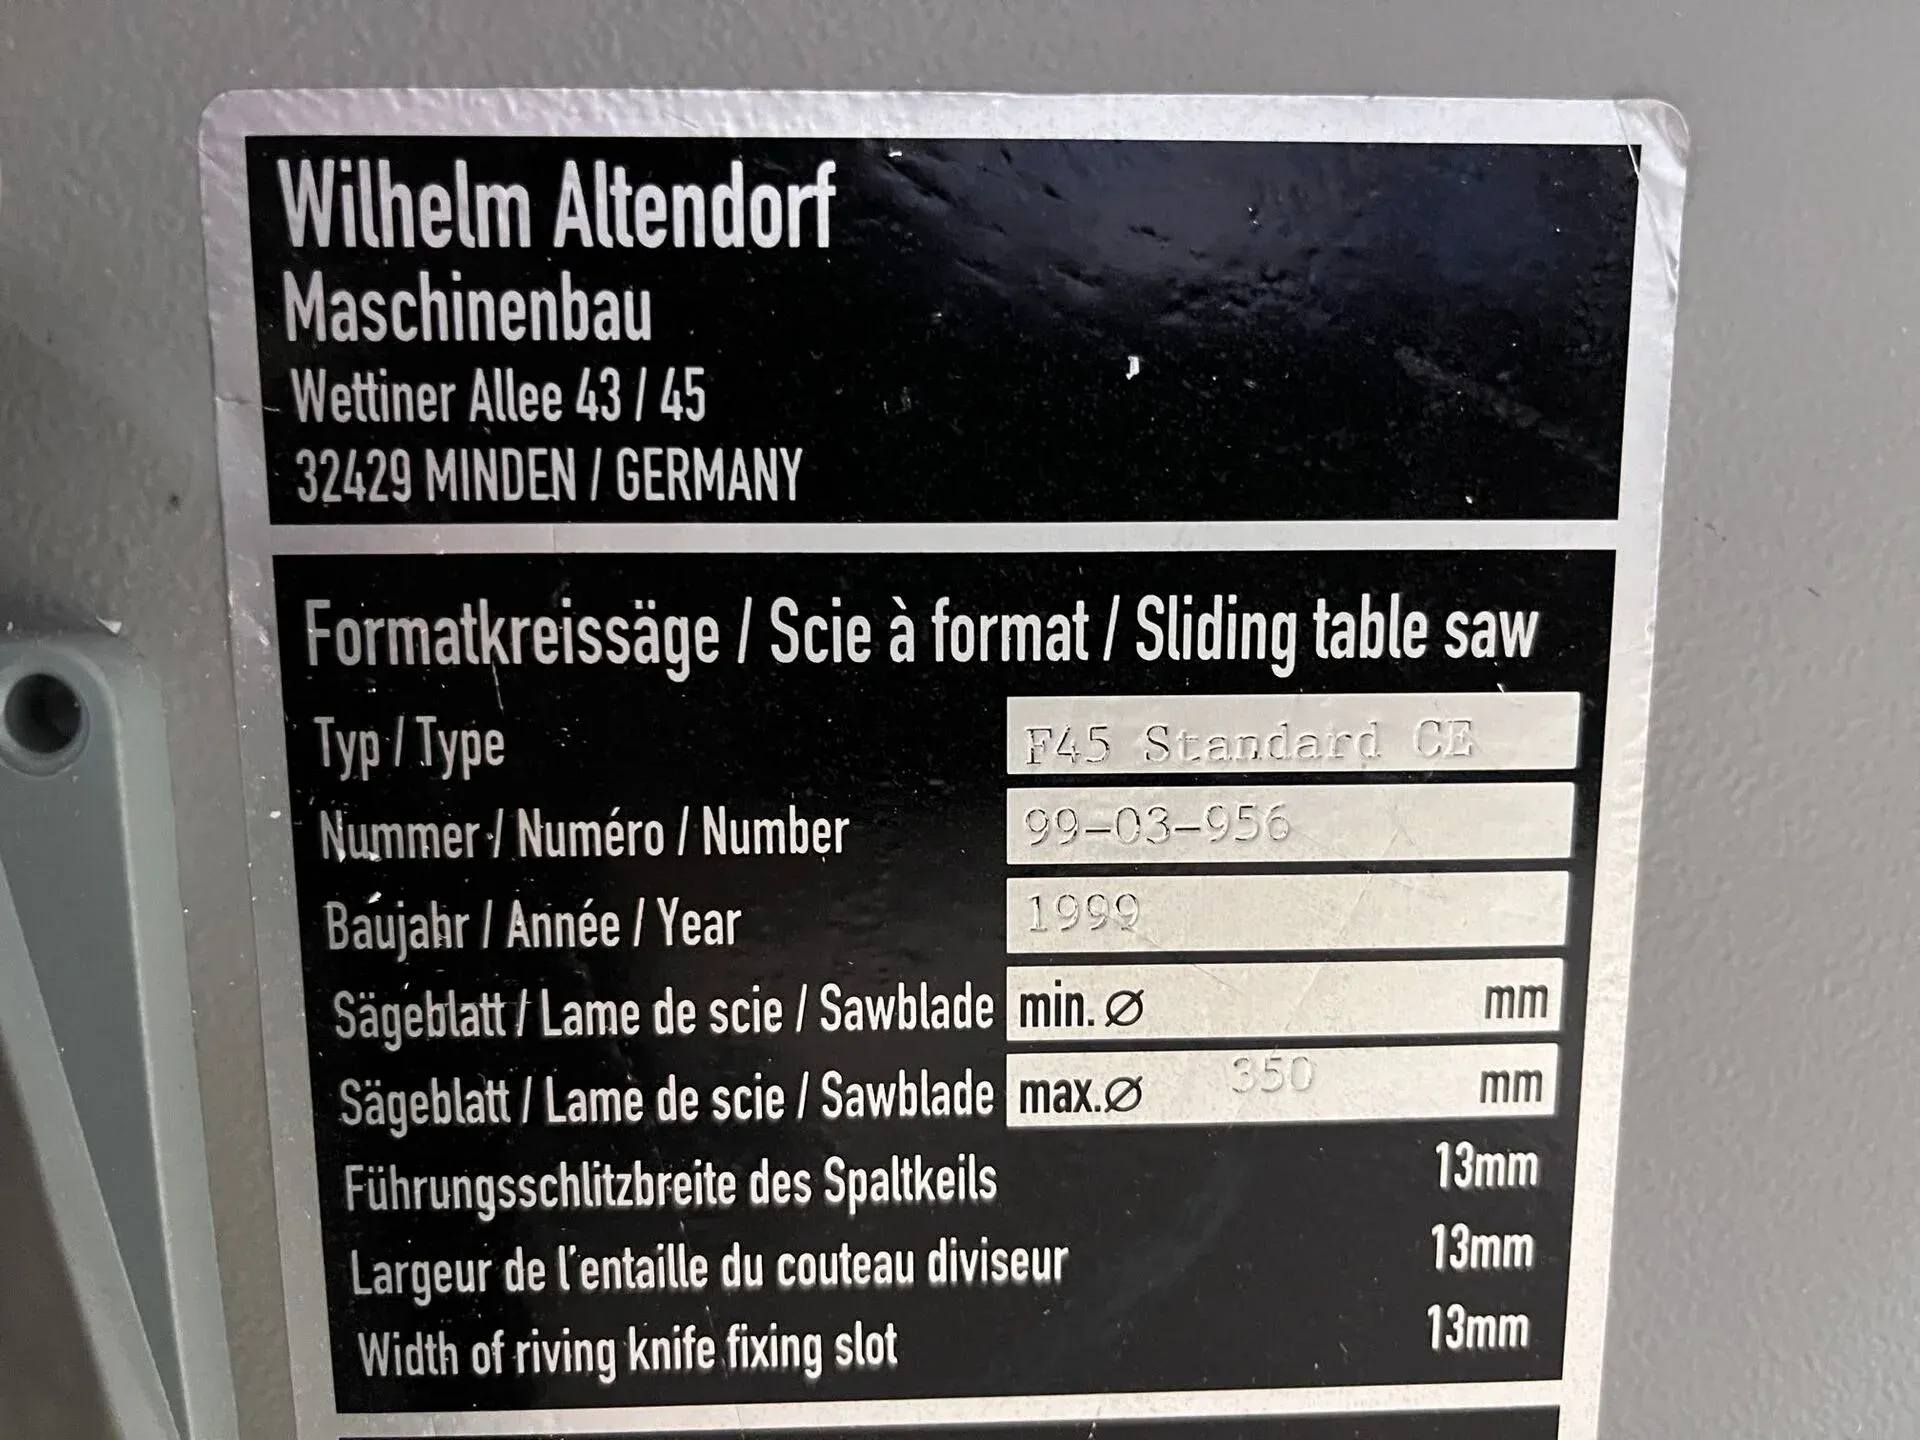 Wilhelm Altendorf
Maschinenbau
Wettiner Allee 43 / 45
32429 MINDEN / GERMANY
Formatkreissäge / Scie à format / Sliding table saw
Typ / Type F45 Standard CE
Nummer / Numéro / Number 99-03-956
Baujahr / Année / Year 1999
Sägeblatt / Lame de scie / Sawblade min. Ø mm
Sägeblatt / Lame de scie / Sawblade max. Ø 350 mm
Führungsschlitzbreite des Spaltkeils 13mm
Largeur de l'entaille du couteau diviseur 13mm
Width of riving knife fixing slot 13mm